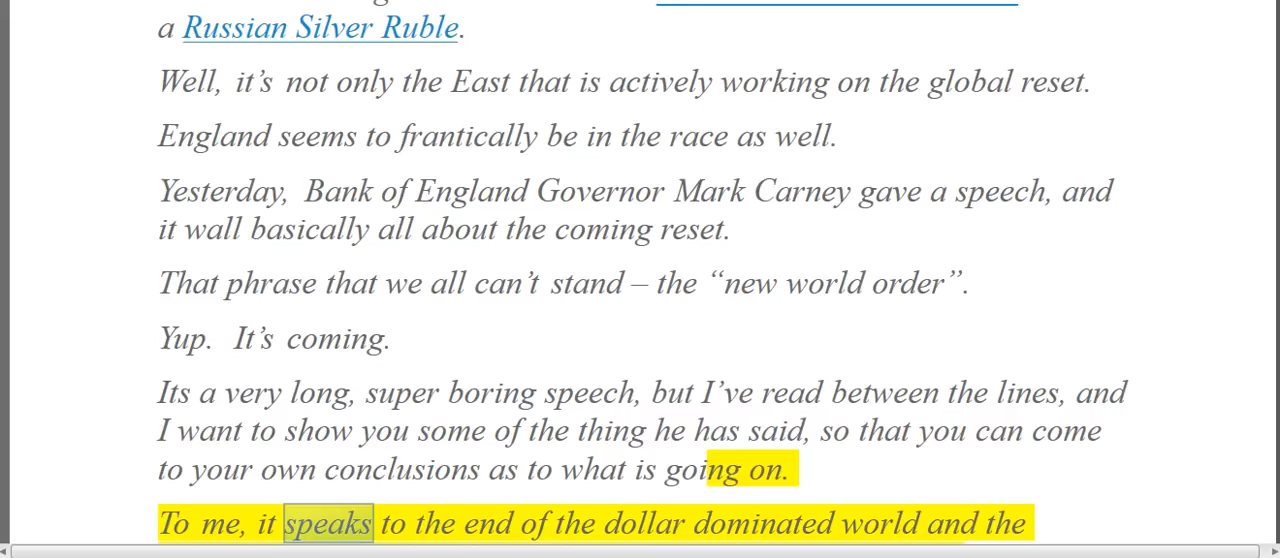 a Russian Silver Ruble.
Well, it’s not only the East that is actively working on the global reset.
England seems to frantically be in the race as well.
Yesterday, Bank of England Governor Mark Carney gave a speech, and
it wall basically all about the coming reset.
That phrase that we all can’t stand – the “new world order”.
Yup. It’s coming.
Its a very long, super boring speech, but I’ve read between the lines, and
I want to show you some of the thing he has said, so that you can come
to your own conclusions as to what is going on.
To me, it speaks to the end of the dollar dominated world and the